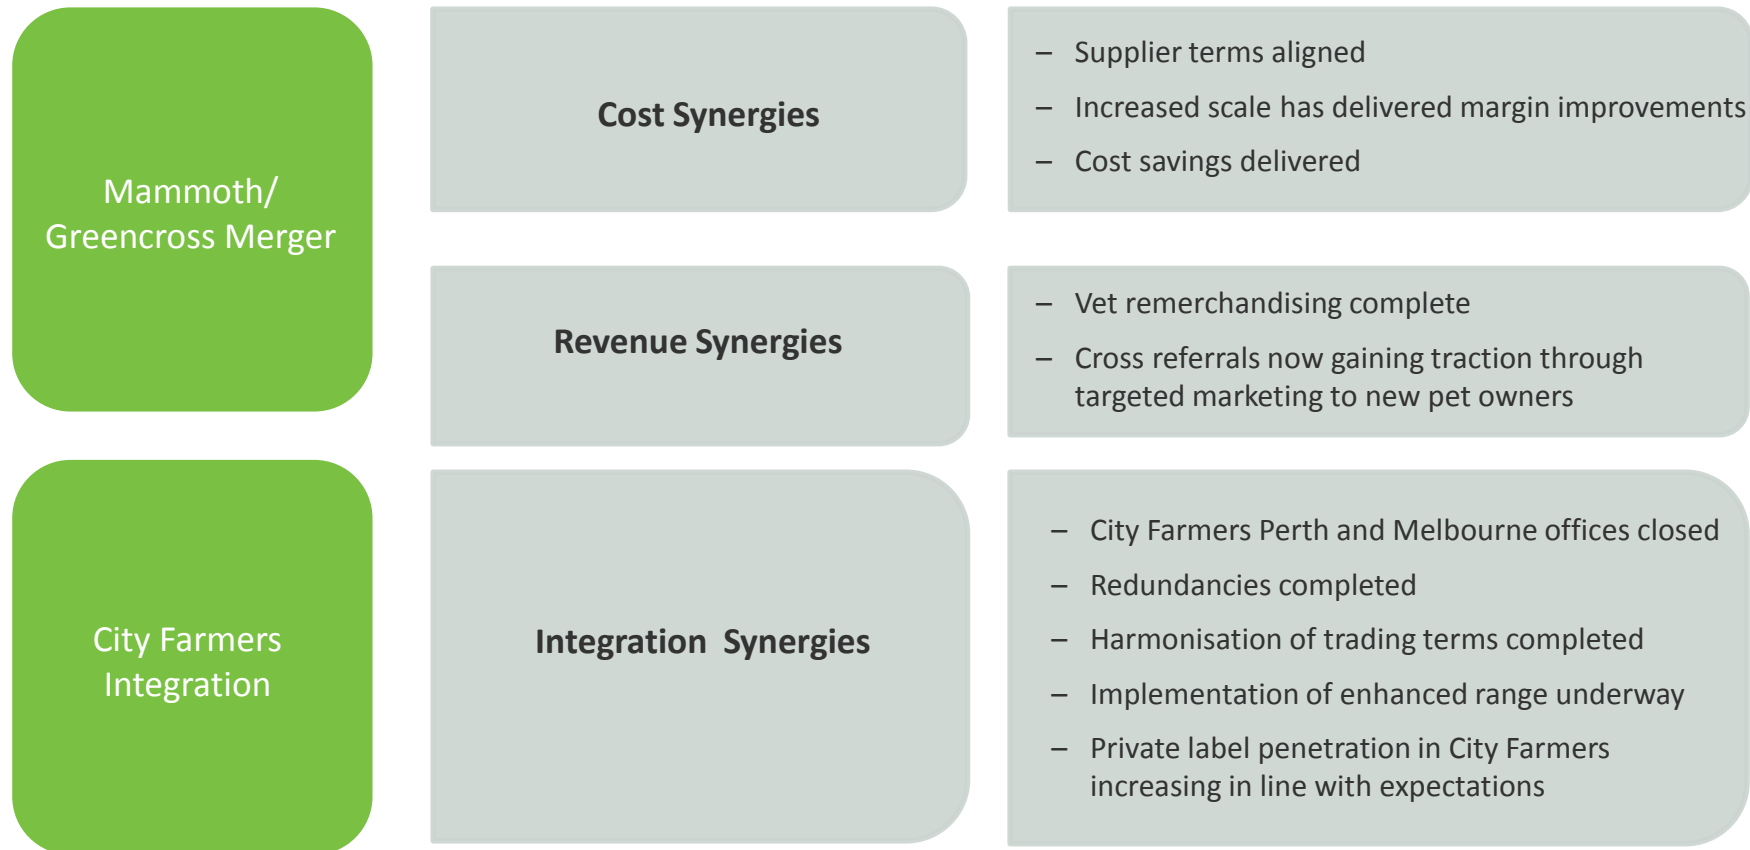 Mammoth/
Greencross Merger
Cost Synergies
– Supplier terms aligned
– Increased scale has delivered margin improvements
– Cost savings delivered
Revenue Synergies
– Vet remerchandising complete
– Cross referrals now gaining traction through
targeted marketing to new pet owners
City Farmers
Integration
Integration Synergies
– City Farmers Perth and Melbourne offices closed
– Redundancies completed
– Harmonisation of trading terms completed
– Implementation of enhanced range underway
– Private label penetration in City Farmers
increasing in line with expectations